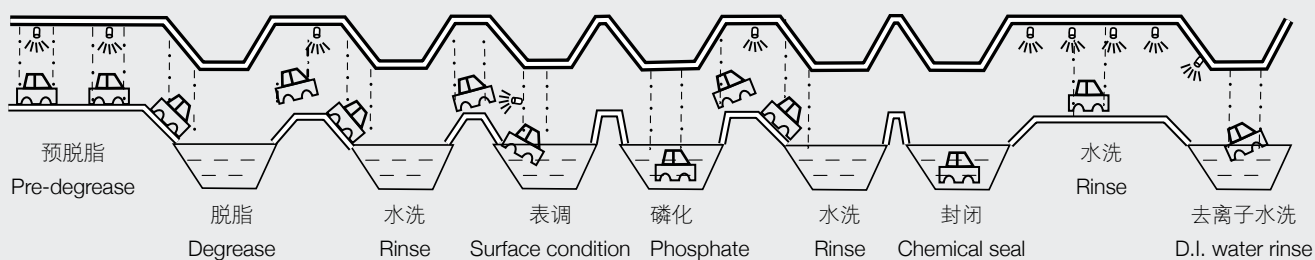 预脱脂
Pre-degrease
脱脂
Degrease
水洗
Rinse
表调
Surface condition
磷化
Phosphate
水洗
Rinse
封闭
Chemical seal
水洗
Rinse
去离子水洗
D.I. water rinse